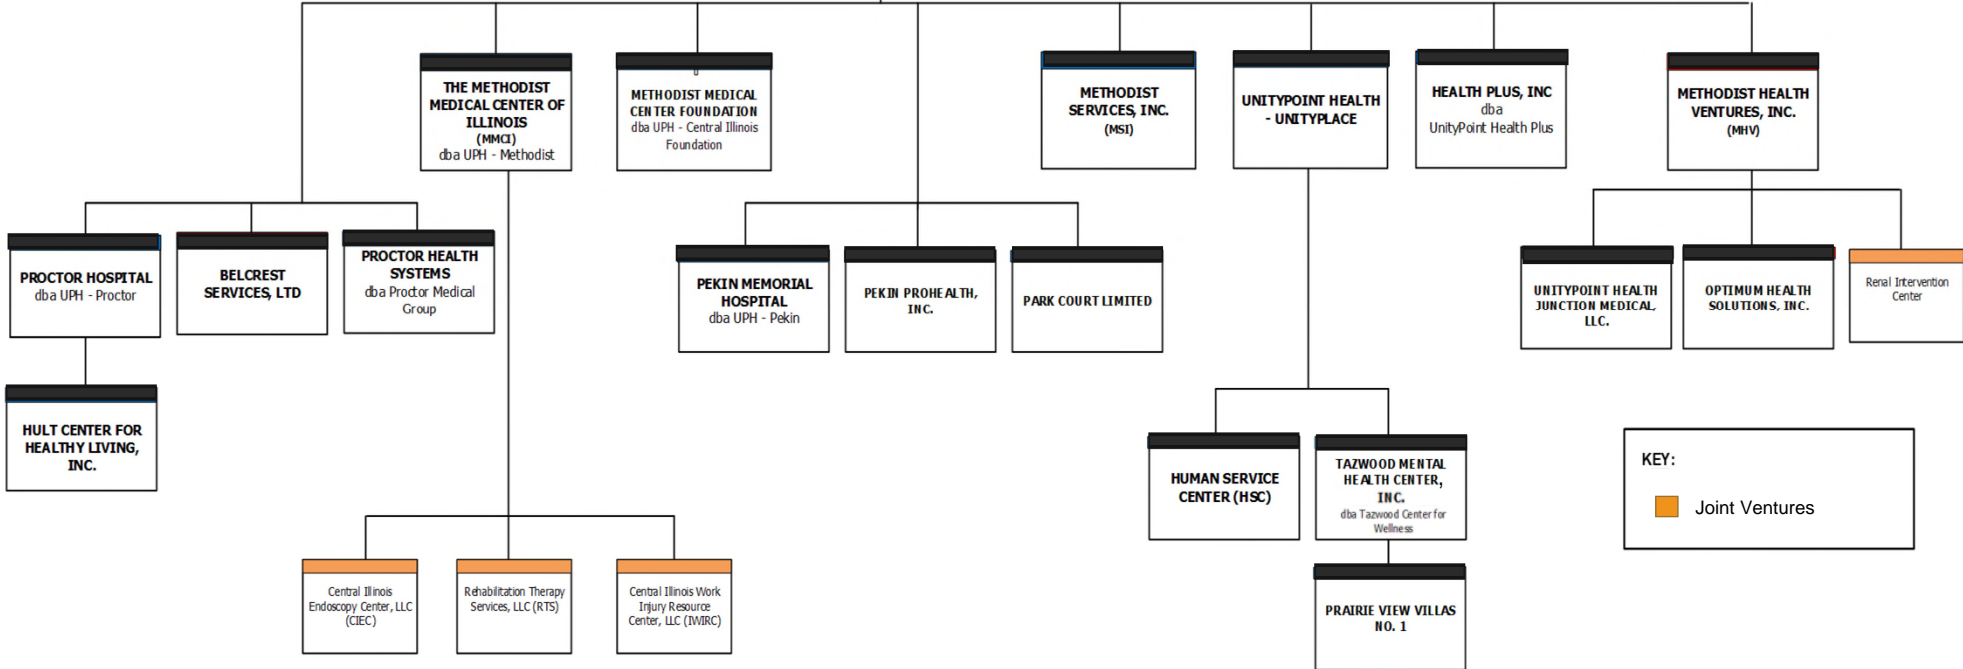 THE METHODIST
MEDICAL CENTER OF
ILLINOIS
(MMCI)
dba UPH - Methodist
METHODIST MEDICAL
CENTER FOUNDATION
dba UPH - Central Illinois
Foundation
METHODIST
SERVICES, INC.
(MSI)
UNITYPOINT HEALTH
- UNITYPLACE
HEALTH PLUS, INC
dba
UnityPoint Health Plus
METHODIST HEALTH
VENTURES, INC.
(MHV)
PROCTOR HOSPITAL
dba UPH - Proctor
BELCREST
SERVICES, LTD
PROCTOR HEALTH
SYSTEMS
dba Proctor Medical
Group
PEKIN MEMORIAL
HOSPITAL
dba UPH - Pekin
PEKIN PROHEALTH,
INC.
PARK COURT LIMITED
UNITYPOINT HEALTH
JUNCTION MEDICAL,
LLC.
OPTIMUM HEALTH
SOLUTIONS, INC.
Renal Intervention
Center
HULT CENTER FOR
HEALTHY LIVING,
INC.
HUMAN SERVICE
CENTER (HSC)
TAZWOOD MENTAL
HEALTH CENTER,
INC.
dba Tazwood Center for
Wellness
KEY:
Joint Ventures
Central Illinois
Endoscopy Center, LLC
(CIEC)
Rehabilitation Therapy
Services, LLC (RTS)
Central Illinois Work
Injury Resource
Center, LLC (IWIRC)
PRAIRIE VIEW VILLAS
NO. 1